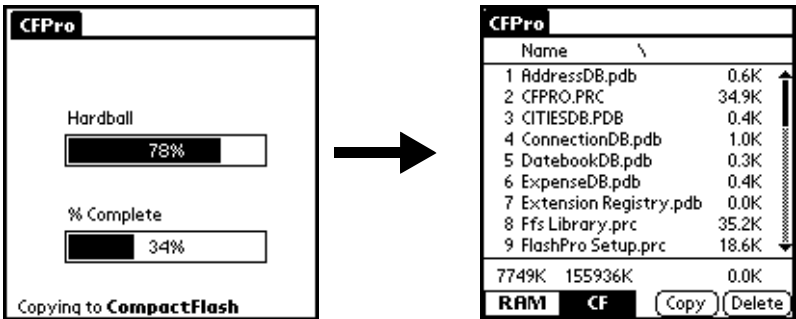 CFPro
Hardball
78%
% Complete
34%
Copying to CompactFlash
CFPro
Name \
1 AddressDB.pdb 0.6K
2 CFPRO.PRC 34.9K
3 CITIESDB.PDB 0.4K
4 ConnectionDB.pdb 1.0K
5 DatebookDB.pdb 0.3K
6 ExpenseDB.pdb 0.4K
7 Extension Registry.pdb 0.0K
8 Ffs Library.prc 35.2K
9 FlashPro Setup.prc 18.6K
7749K 155936K 0.0K
RAM CF Copy Delete